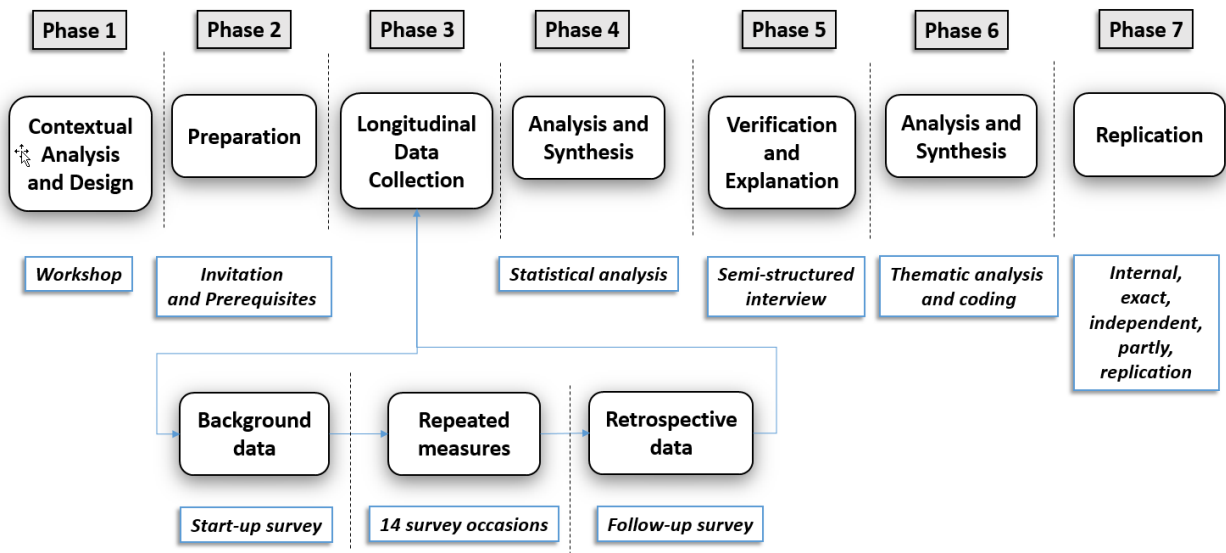 Phase 1
Phase 2
Phase 3
Phase 4
Phase 5
Phase 6
Phase 7
Contextual
Analysis
and Design
Preparation
Longitudinal
Data
Collection
Analysis and
Synthesis
Verification
and
Explanation
Analysis and
Synthesis
Replication
Workshop
Invitation
and Prerequisites
Statistical analysis
Semi-structured
interview
Thematic analysis
and coding
Internal,
exact,
independent,
partly,
replication
Background
data
Repeated
measures
Retrospective
data
Start-up survey
14 survey occasions
Follow-up survey